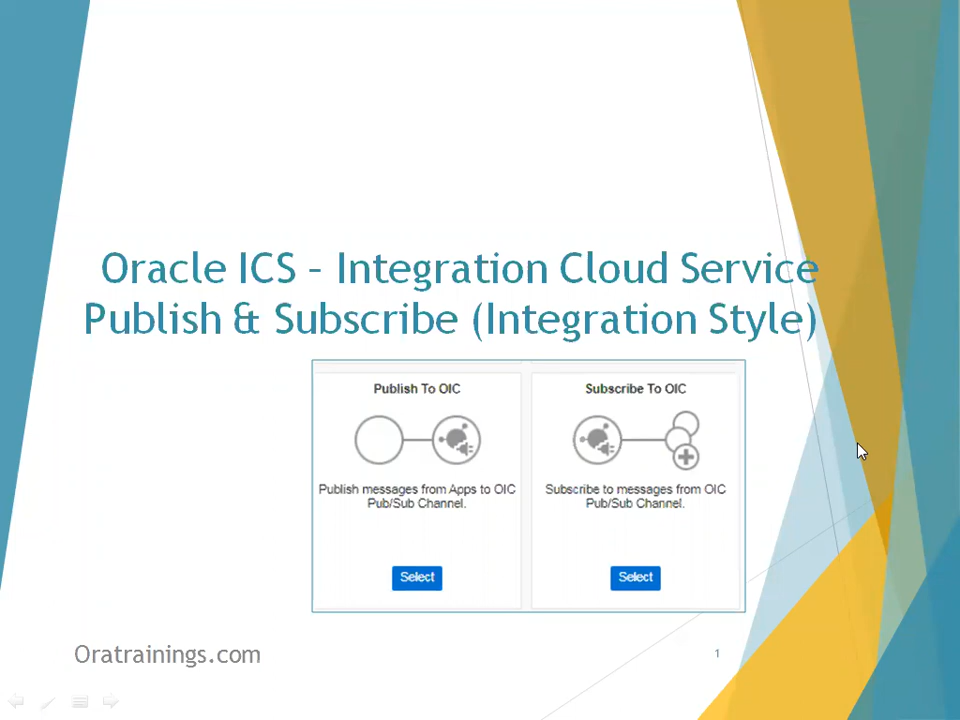 Oracle ICS – Integration Cloud Service
Publish & Subscribe (Integration Style)
Publish To OIC
Publish messages from Apps to OIC
Pub/Sub Channel.
Select
Subscribe To OIC
Subscribe to messages from OIC
Pub/Sub Channel.
Select
Oratrainings.com
1